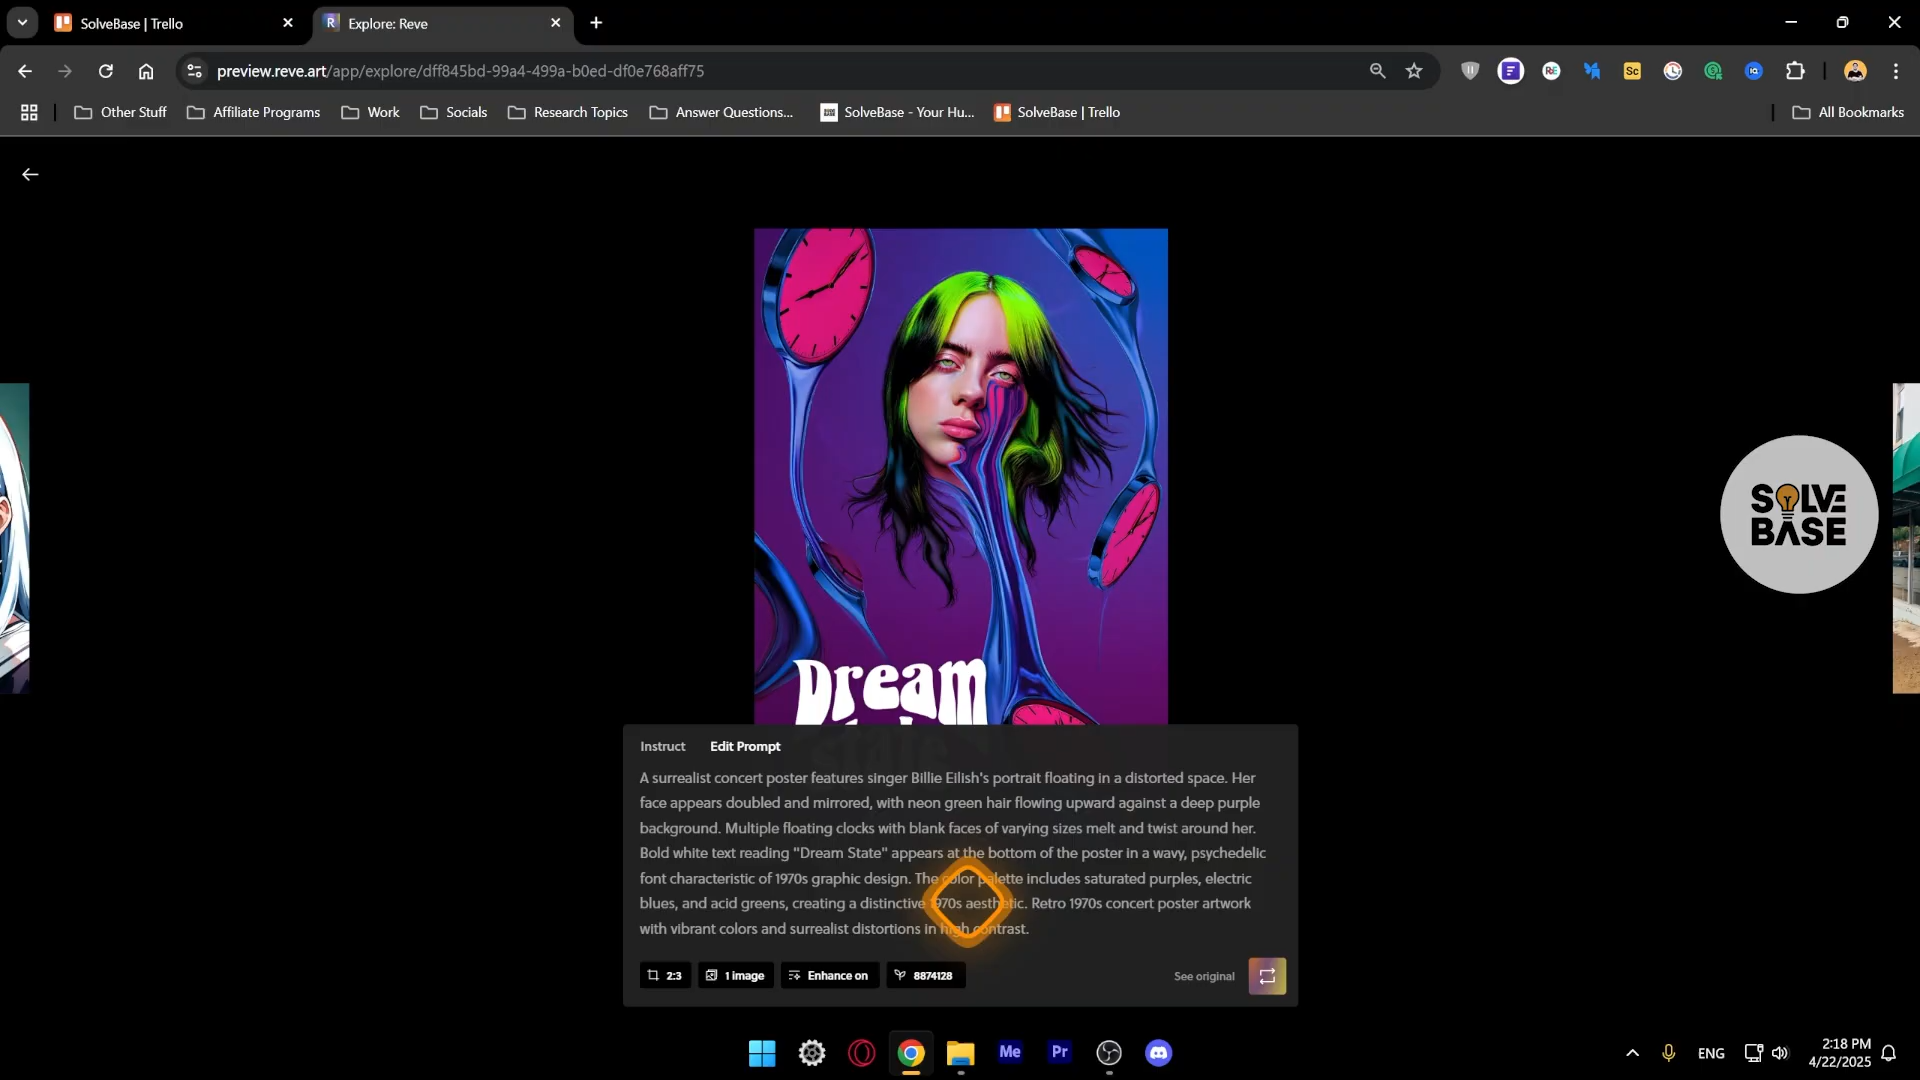 SolveBase | Trello
Explore: Reve
preview.reve.art/app/explore/dff845bd-99a4-499a-b0ed-df0e768aff75
Other Stuff
Affiliate Programs
Work
Socials
Research Topics
Answer Questions...
SolveBase - Your Hu...
SolveBase | Trello
All Bookmarks
SOLVE
BASE
Dream
State
Instruct
Edit Prompt
A surrealist concert poster features singer Billie Eilish's portrait floating in a distorted space. Her
face appears doubled and mirrored, with neon green hair flowing upward against a deep purple
background. Multiple floating clocks with blank faces of varying sizes melt and twist around her.
Bold white text reading "Dream State" appears at the bottom of the poster in a wavy, psychedelic
font characteristic of 1970s graphic design. The color palette includes saturated purples, electric
blues, and acid greens, creating a distinctive 1970s aesthetic. Retro 1970s concert poster artwork
with vibrant colors and surrealist distortions in high contrast.
2:3
1 image
Enhance on
8874128
See original
Me
Pr
ENG
2:18 PM
4/22/2025